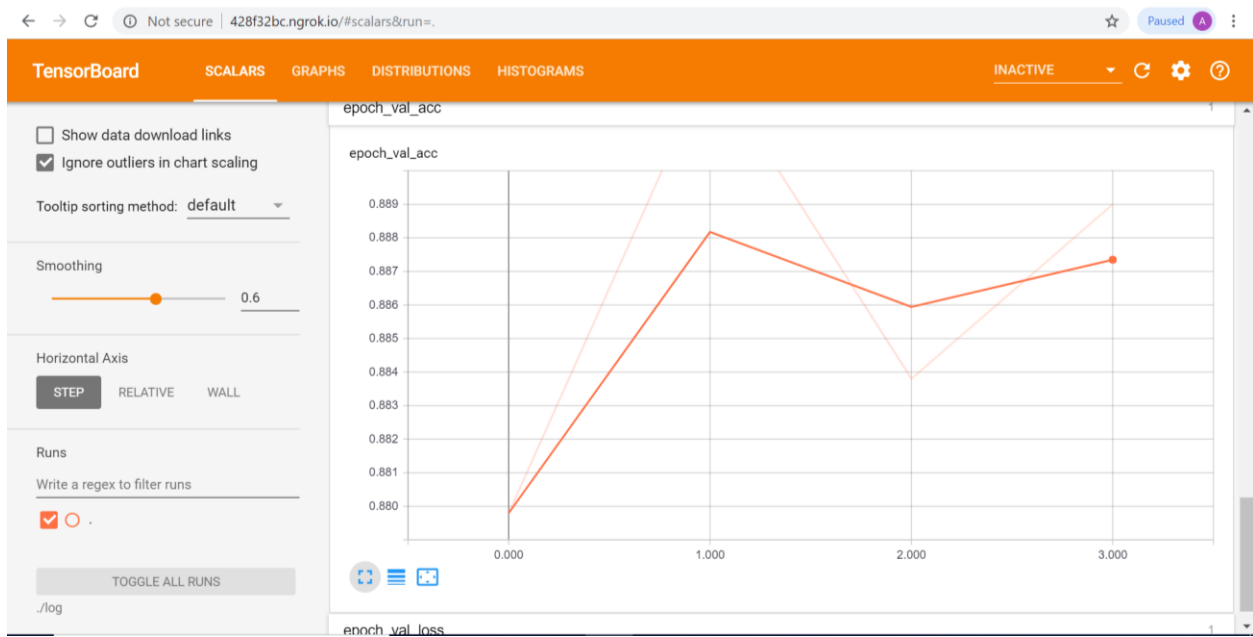 Not secure | 428f32bc.ngrok.io/#scalars&run=.
Paused A
TensorBoard SCALARS GRAPHS DISTRIBUTIONS HISTOGRAMS INACTIVE
Show data download links
Ignore outliers in chart scaling
Tooltip sorting method: default
Smoothing
0.6
Horizontal Axis
STEP RELATIVE WALL
Runs
Write a regex to filter runs
.
TOGGLE ALL RUNS
./log
epoch_val_acc 1
epoch_val_acc
0.889
0.888
0.887
0.886
0.885
0.884
0.883
0.882
0.881
0.880
0.000 1.000 2.000 3.000
epoch_val_loss 1